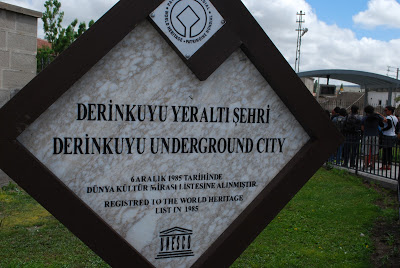 DERİNKUYU YERALTI ŞEHRİ
DERİNKUYU UNDERGROUND CITY
6 ARALIK 1985 TARİHİNDE
DÜNYA KÜLTÜR MİRASI LİSTESİNE ALINMIŞTIR.
REGISTRED TO THE WORLD HERITAGE
LIST IN 1985
UNESCO